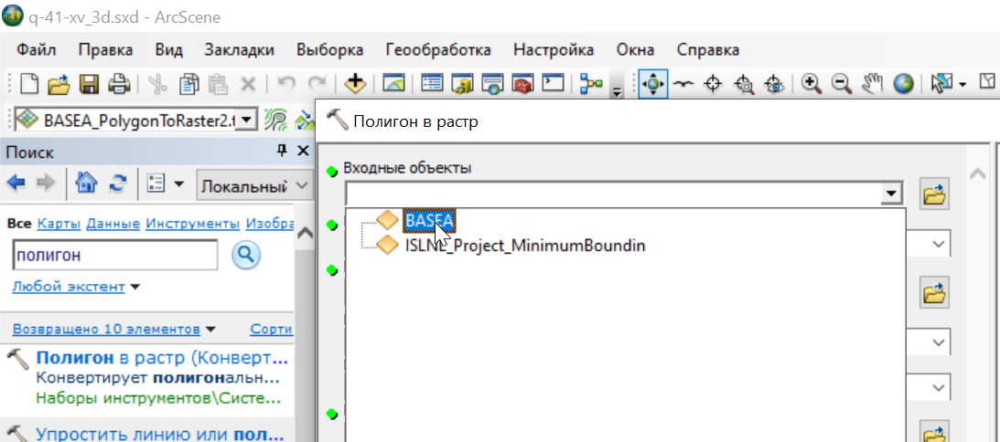 q-41-xv_3d.sxd - ArcScene
Файл Правка Вид Закладки Выборка Геообработка Настройка Окна Справка
BASEA_PolygonToRaster2.t
Полигон в растр
Поиск
Входные объекты
Локальный
BASEA
Все Карты Данные Инструменты Изобра
ISLNL_Project_MinimumBoundin
полигон
Любой экстент
Возвращено 10 элементов Сорти
Полигон в растр (Конверт...
Конвертирует полигональн...
Наборы инструментов\Систе...
Упростить линию или пол...